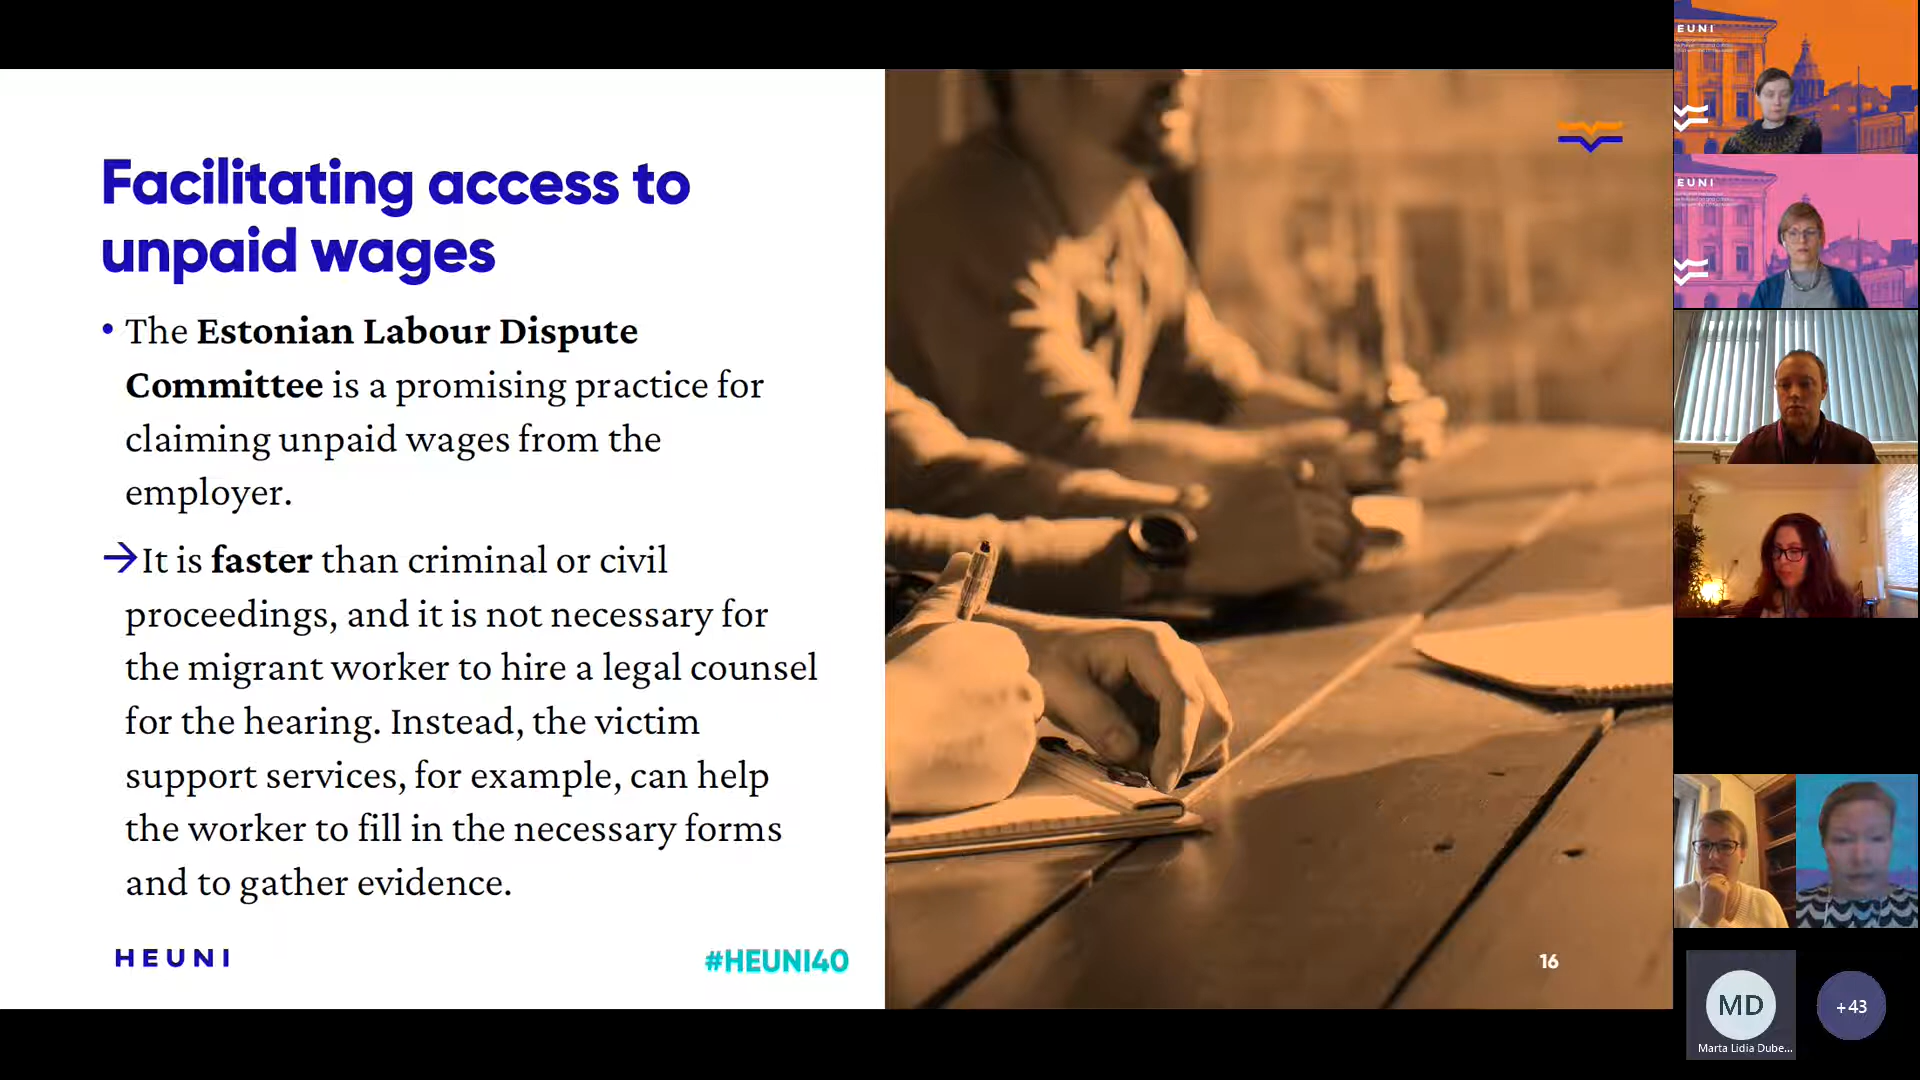 Facilitating access to
unpaid wages
• The Estonian Labour Dispute
Committee is a promising practice for
claiming unpaid wages from the
employer.
→It is faster than criminal or civil
proceedings, and it is not necessary for
the migrant worker to hire a legal counsel
for the hearing. Instead, the victim
support services, for example, can help
the worker to fill in the necessary forms
and to gather evidence.
HEUNI
#HEUNI40
16
EUNI
EUNI
MD
Marta Lidia Dube...
+43